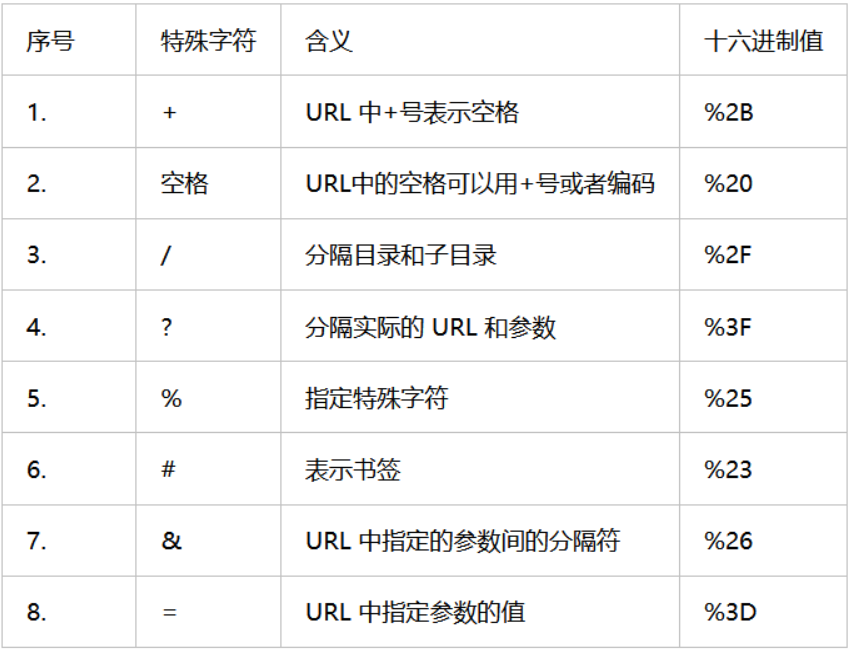 序号 特殊字符 含义 十六进制值
1. + URL 中+号表示空格 %2B
2. 空格 URL中的空格可以用+号或者编码 %20
3. / 分隔目录和子目录 %2F
4. ? 分隔实际的 URL 和参数 %3F
5. % 指定特殊字符 %25
6. # 表示书签 %23
7. & URL 中指定的参数间的分隔符 %26
8. = URL 中指定参数的值 %3D